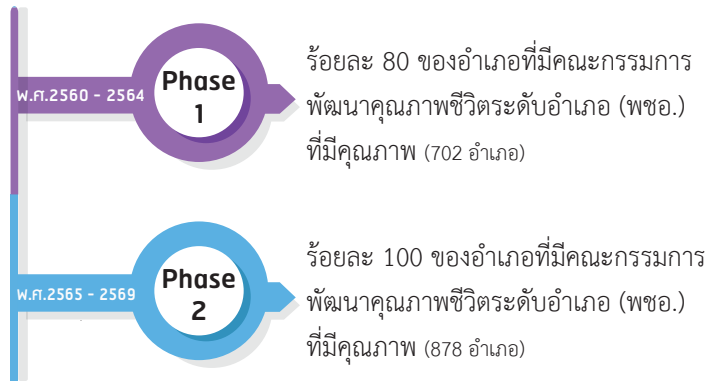 พ.ศ.2560 - 2564
Phase
1
ร้อยละ 80 ของอำเภอที่มีคณะกรรมการ
พัฒนาคุณภาพชีวิตระดับอำเภอ (พชอ.)
ที่มีคุณภาพ (702 อำเภอ)
พ.ศ.2565 - 2569
Phase
2
ร้อยละ 100 ของอำเภอที่มีคณะกรรมการ
พัฒนาคุณภาพชีวิตระดับอำเภอ (พชอ.)
ที่มีคุณภาพ (878 อำเภอ)